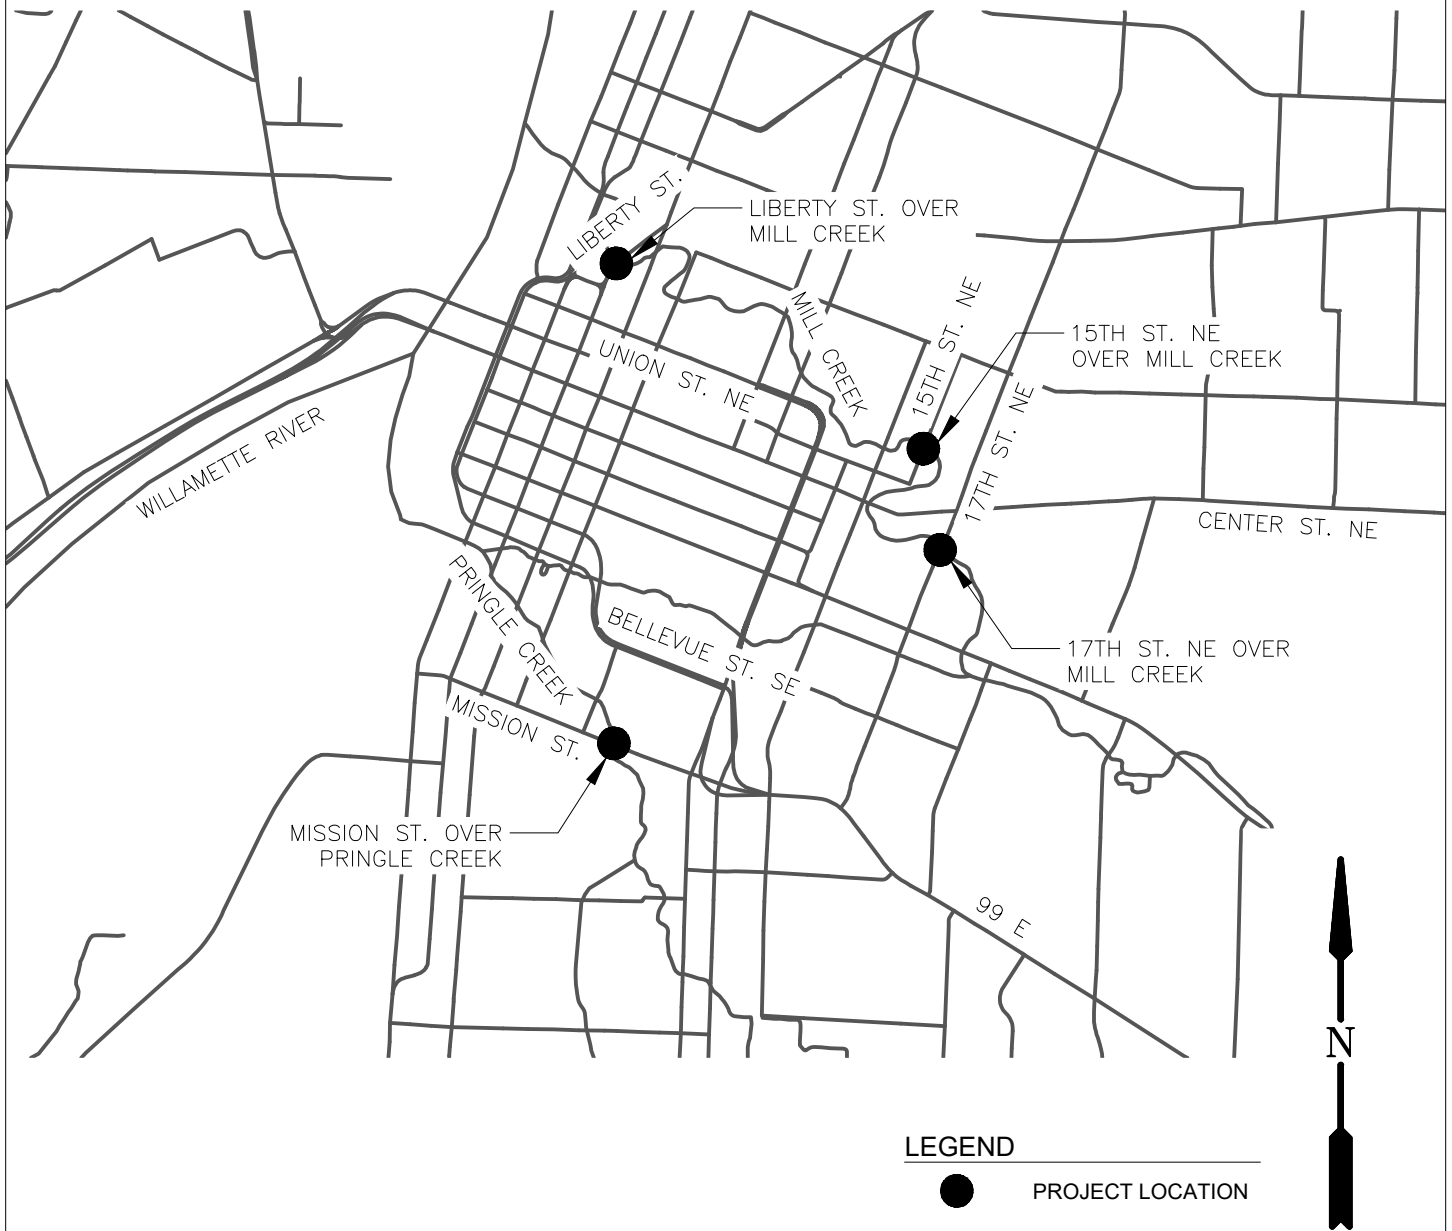 LIBERTY ST.
LIBERTY ST. OVER
MILL CREEK
MILL CREEK
15TH ST. NE
15TH ST. NE
OVER MILL CREEK
UNION ST. NE
17TH ST. NE
WILLAMETTE RIVER
CENTER ST. NE
PRINGLE CREEK
BELLEVUE ST. SE
17TH ST. NE OVER
MILL CREEK
MISSION ST.
MISSION ST. OVER
PRINGLE CREEK
99 E
N
LEGEND
PROJECT LOCATION